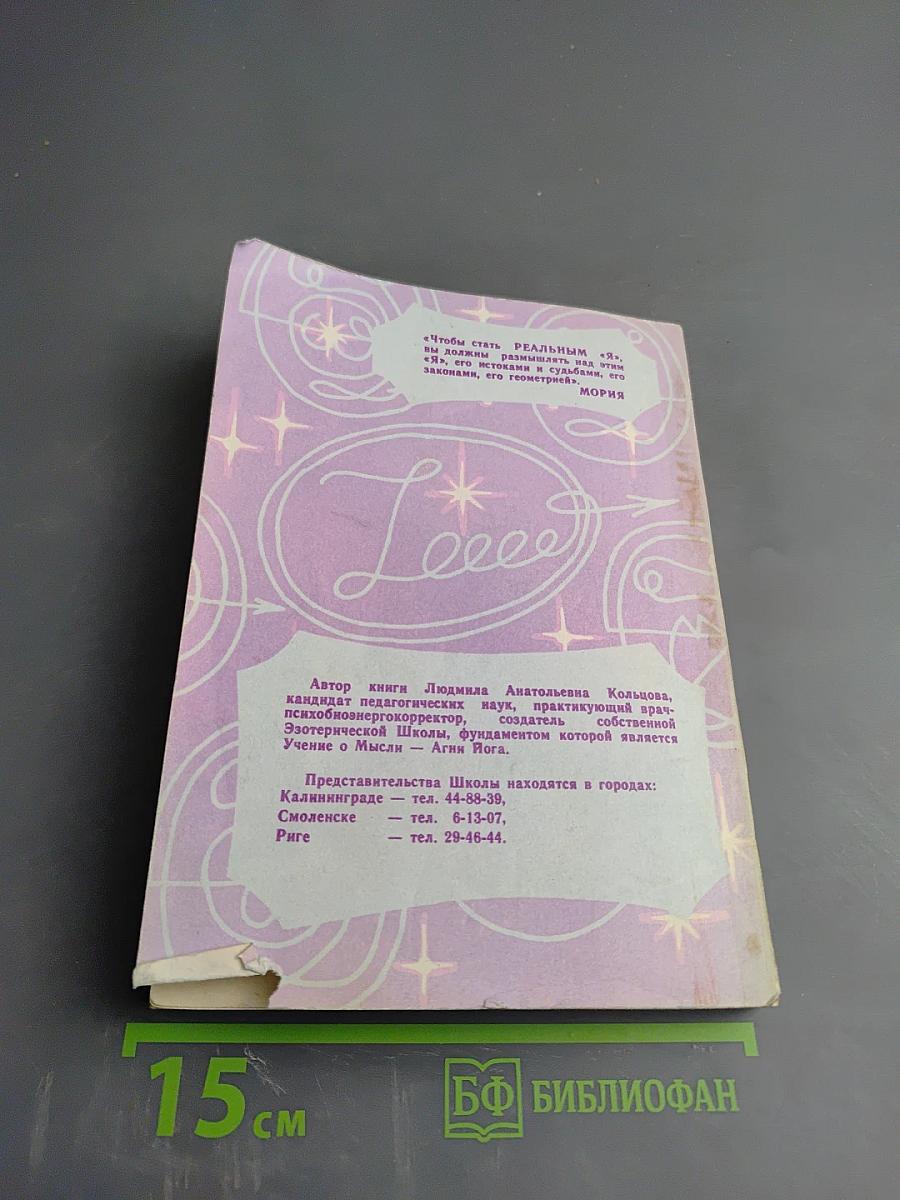 «Чтобы стать РЕАЛЬНЫМ «Я»,
вы должны размышлять над этим
«Я», его истоками и судьбами, его
законами, его геометрией».
МОРИЯ
Автор книги Людмила Анатольевна Кольцова,
кандидат педагогических наук, практикующий врач-
психобиоэнергокорректор, создатель собственной
Эзотерической Школы, фундаментом которой является
Учение о Мысли — Агни Йога.
Представительства Школы находятся в городах:
Калининграде — тел. 44-88-39,
Смоленске — тел. 6-13-07,
Риге — тел. 29-46-44.
15 см
БФ БИБЛИОФАН